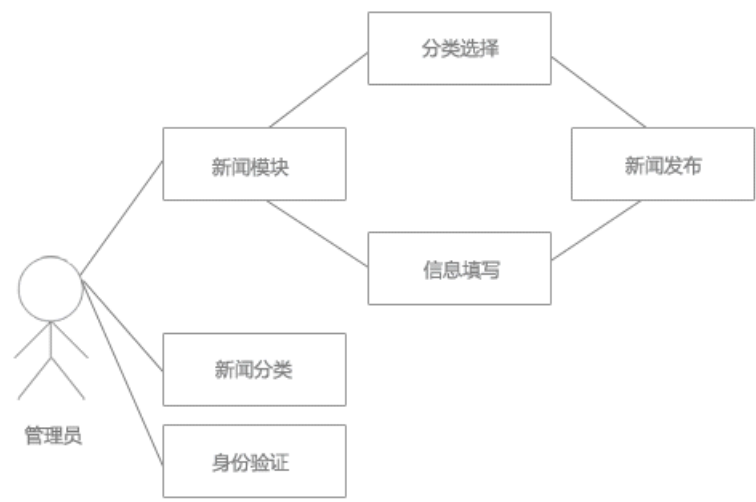 分类选择
新闻模块
新闻发布
信息填写
新闻分类
管理员
身份验证